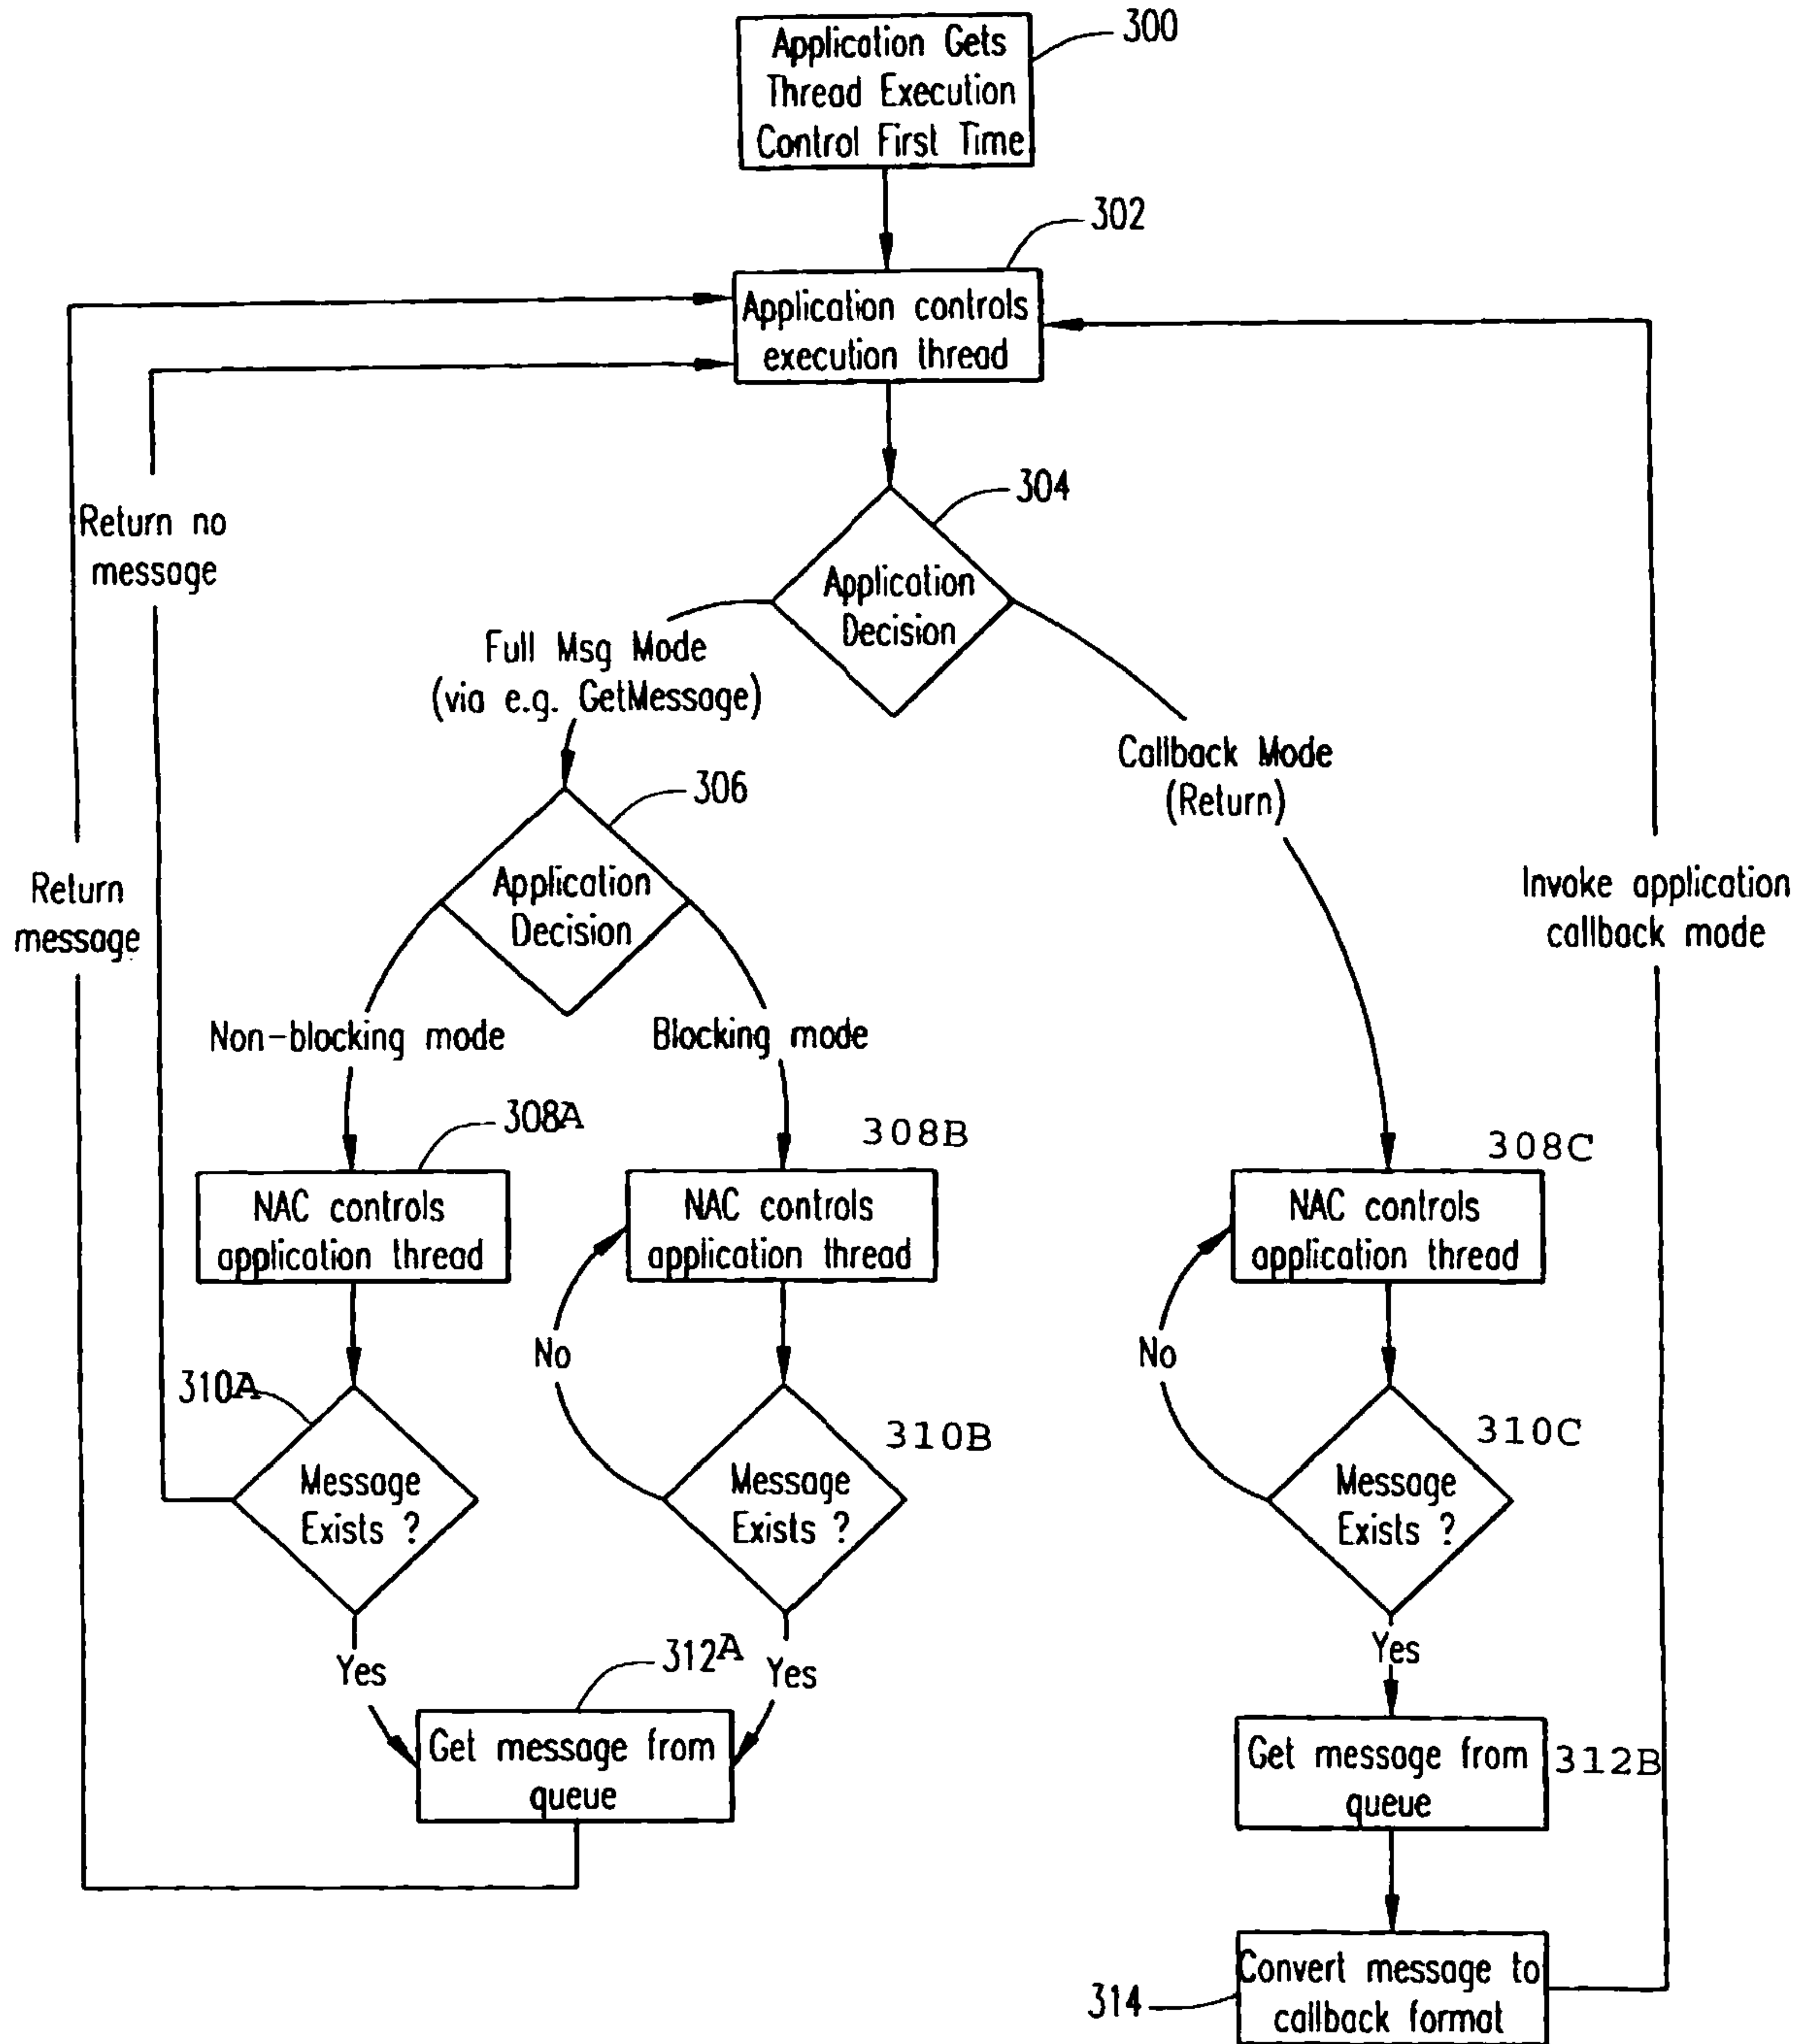 Application Gets
Thread Execution
Control First Time
300
302
Application controls
execution thread
Return no
message
304
Application
Decision
Full Msg Mode
(via e.g. GetMessage)
Callback Mode
(Return)
306
Application
Decision
Return
message
Invoke application
callback mode
Non-blocking mode
Blocking mode
308A
308B
308C
NAC controls
application thread
NAC controls
application thread
NAC controls
application thread
No
No
310A
310B
310C
Message
Exists ?
Message
Exists ?
Message
Exists ?
Yes
312A
Yes
Yes
Get message from
queue
Get message from
queue
312B
314
Convert message to
callback format